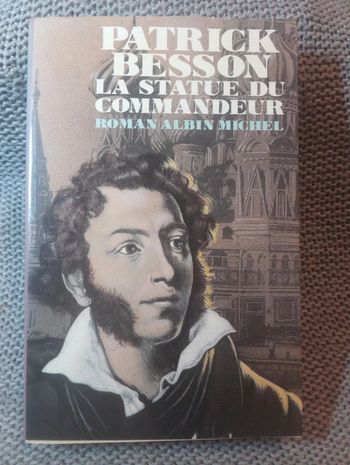 PATRICK
BESSON
LA STATUE DU
COMMANDEUR
ROMAN ALBIN MICHEL